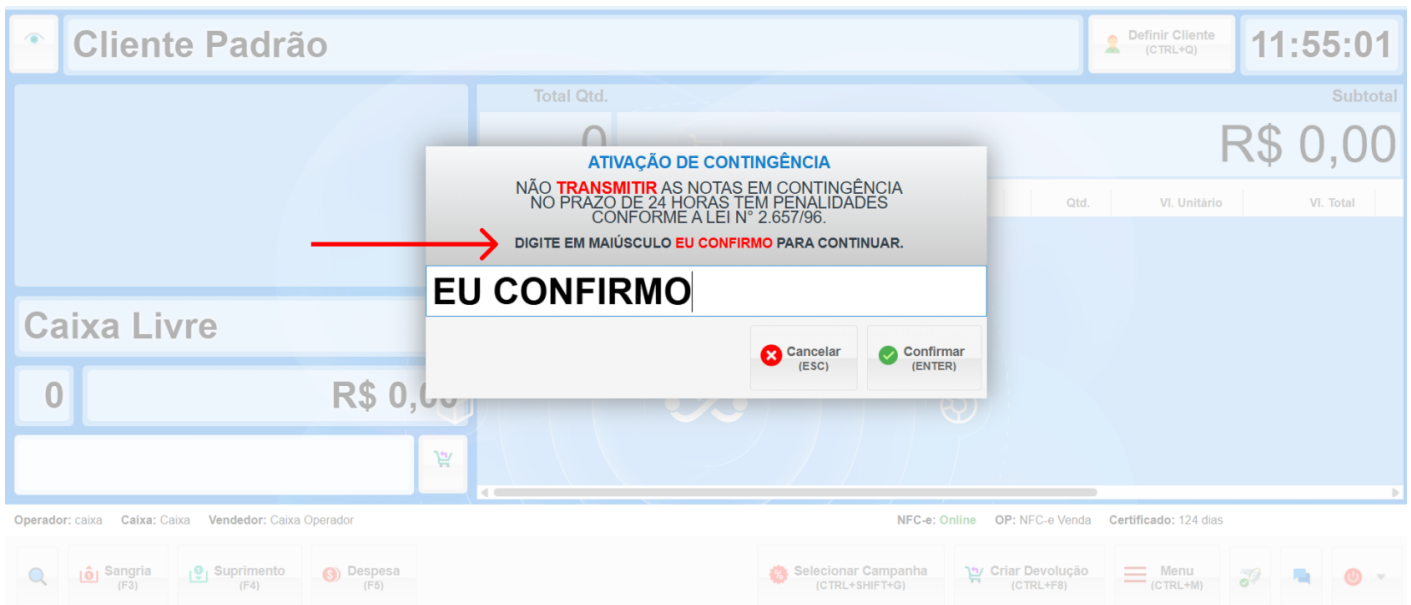 Cliente Padrão
Definir Cliente
(CTRL+Q)
11:55:01
Total Qtd.
Subtotal
0
R$ 0,00
ATIVAÇÃO DE CONTINGÊNCIA
NÃO TRANSMITIR AS NOTAS EM CONTINGÊNCIA
NO PRAZO DE 24 HORAS TEM PENALIDADES
CONFORME A LEI N° 2.657/96.
DIGITE EM MAIÚSCULO EU CONFIRMO PARA CONTINUAR.
Qtd.
Vl. Unitário
Vl. Total
EU CONFIRMO
Cancelar
(ESC)
Confirmar
(ENTER)
Caixa Livre
0
R$ 0,00
Operador: caixa Caixa: Caixa Vendedor: Caixa Operador
NFC-e: Online OP: NFC-e Venda Certificado: 124 dias
Sangria
(F3)
Suprimento
(F4)
Despesa
(F5)
Selecionar Campanha
(CTRL+SHIFT+G)
Criar Devolução
(CTRL+F8)
Menu
(CTRL+M)